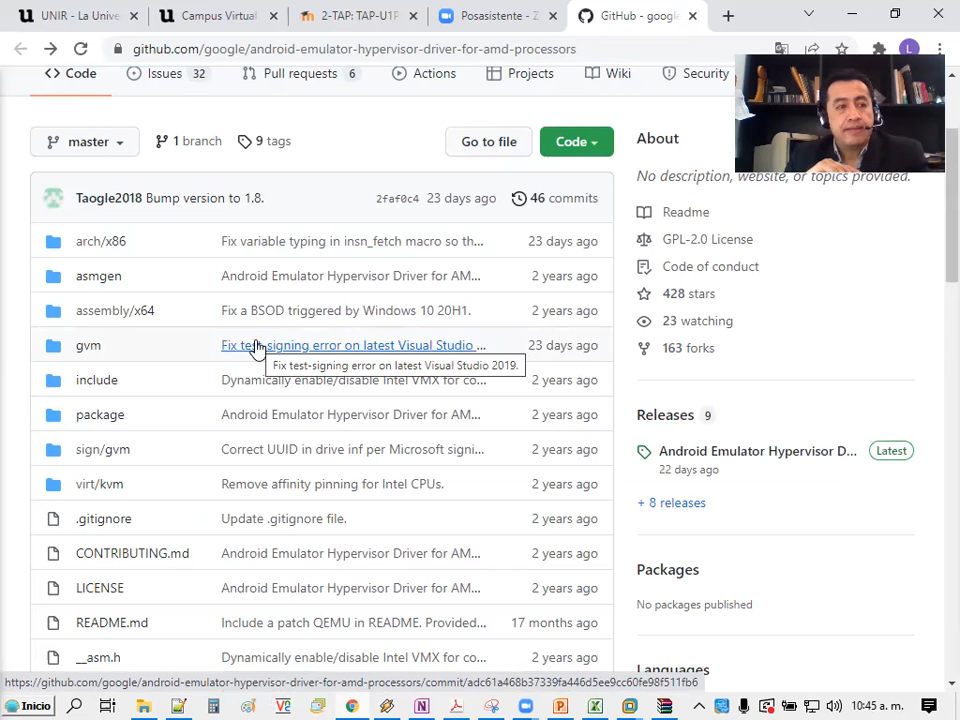 UNIR - La Unive
Campus Virtual
2-TAP: TAP-U1P
Posasistente - Z
GitHub - google
github.com/google/android-emulator-hypervisor-driver-for-amd-processors
L
Code
Issues 32
Pull requests 6
Actions
Projects
Wiki
Security
master
1 branch
9 tags
Go to file
Code
Taogle2018 Bump version to 1.8.
2faf0c4 23 days ago
46 commits
arch/x86 Fix variable typing in insn_fetch macro so th... 23 days ago
asmgen Android Emulator Hypervisor Driver for AM... 2 years ago
assembly/x64 Fix a BSOD triggered by Windows 10 20H1. 2 years ago
gvm Fix test-signing error on latest Visual Studio ... 23 days ago
Fix test-signing error on latest Visual Studio 2019.
include Dynamically enable/disable Intel VMX for co... 2 years ago
package Android Emulator Hypervisor Driver for AM... 2 years ago
sign/gvm Correct UUID in drive inf per Microsoft signi... 2 years ago
virt/kvm Remove affinity pinning for Intel CPUs. 2 years ago
.gitignore Update .gitignore file. 2 years ago
CONTRIBUTING.md Android Emulator Hypervisor Driver for AM... 2 years ago
LICENSE Android Emulator Hypervisor Driver for AM... 2 years ago
README.md Include a patch QEMU in README. Provided... 17 months ago
__asm.h Dynamically enable/disable Intel VMX for co... 2 years ago
About
No description, website, or topics provided.
Readme
GPL-2.0 License
Code of conduct
428 stars
23 watching
163 forks
Releases 9
Android Emulator Hypervisor D... Latest
22 days ago
+ 8 releases
Packages
No packages published
Languages
https://github.com/google/android-emulator-hypervisor-driver-for-amd-processors/commit/adc61a468b37339fa446d5ee9cc60fe98f511fb6
Inicio
10:45 a. m.